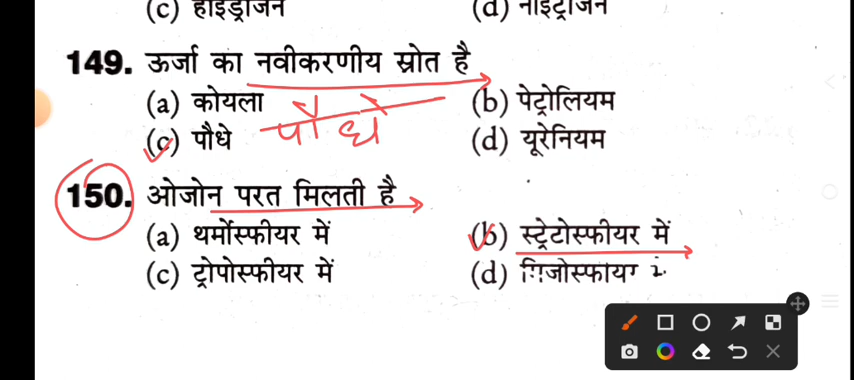 (c) हाइड्रोजन (d) नाइट्रोजन
149. ऊर्जा का नवीकरणीय स्रोत है
(a) कोयला (b) पेट्रोलियम
पौधे
(c) पौधे (d) यूरेनियम
150. ओजोन परत मिलती है
(a) थर्मोस्फीयर में (b) स्ट्रेटोस्फीयर में
(c) ट्रोपोस्फीयर में (d)